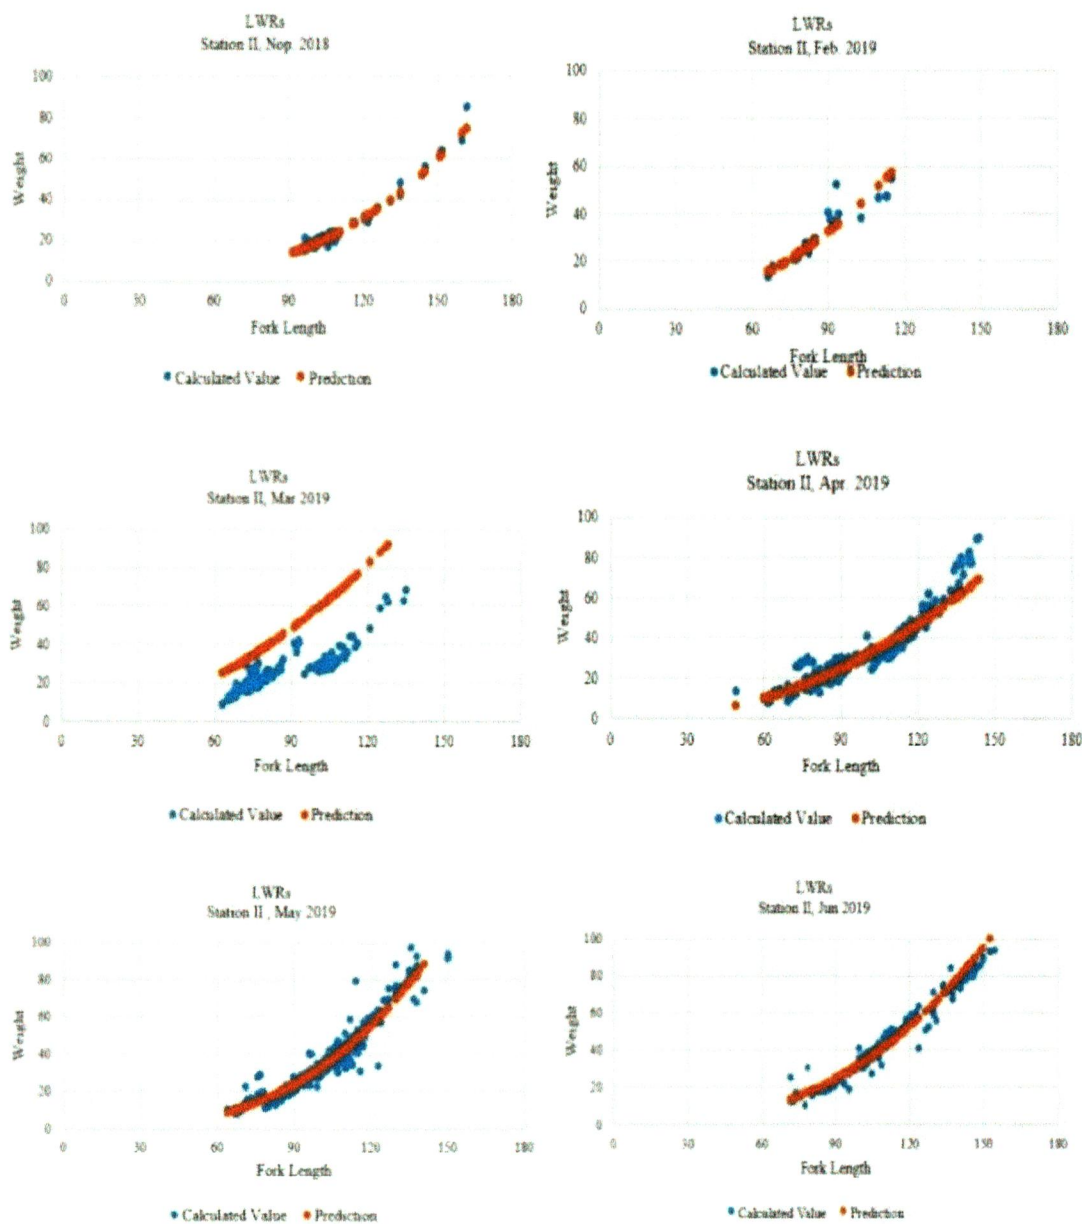 LWRs
Station II, Nop. 2018
100
80
60
40
20
0
Weight
0 60 90 120 150 180
Fork Length
Calculated Value Prediction
LWRs
Station II, Feb. 2019
100
80
60
40
20
0
Weight
0 30 60 90 120 150 180
Fork Length
Calculated Value Prediction
LWRs
Station II, Mar 2019
100
80
60
40
20
0
Weight
0 30 60 90 120 150 180
Fork Length
Calculated Value Prediction
LWRs
Station II, Apr. 2019
100
80
60
40
20
0
Weight
0 30 60 90 120 150 180
Fork Length
Calculated Value Prediction
LWRs
Station II , May 2019
100
80
60
40
20
0
Weight
0 30 60 90 120 150 180
Fork Length
Calculated Value Prediction
LWRs
Station II, Jun 2019
100
80
60
40
20
0
Weight
0 30 60 90 120 150 180
Fork Length
Calculated Value Prediction